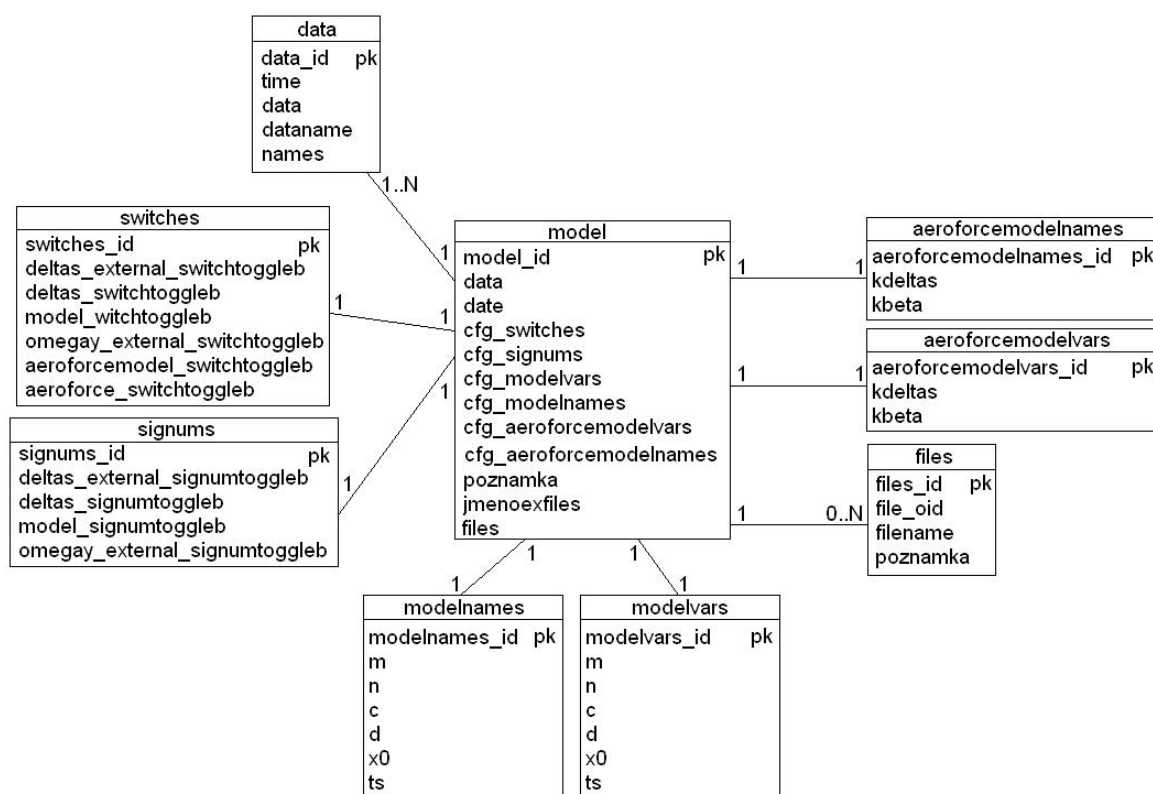 data
data_id pk
time
data
dataname
names
1..N
1
switches
switches_id pk
deltas_external_switchtoggleb
deltas_switchtoggleb
model_witchtoggleb
omegay_external_switchtoggleb
aeroforcemodel_switchtoggleb
aeroforce_switchtoggleb
1
1
signums
signums_id pk
deltas_external_signumtoggleb
deltas_signumtoggleb
model_signumtoggleb
omegay_external_signumtoggleb
1
1
model
model_id pk
data
date
cfg_switches
cfg_signums
cfg_modelvars
cfg_modelnames
cfg_aeroforcemodelvars
cfg_aeroforcemodelnames
poznamka
jmenoexfiles
files
1 1
aeroforcemodelnames
aeroforcemodelnames_id pk
kdeltas
kbeta
1 1
aeroforcemodelvars
aeroforcemodelvars_id pk
kdeltas
kbeta
1 0..N
files
files_id pk
file_oid
filename
poznamka
1
1
modelnames
modelnames_id pk
m
n
c
d
x0
ts
1
1
modelvars
modelvars_id pk
m
n
c
d
x0
ts